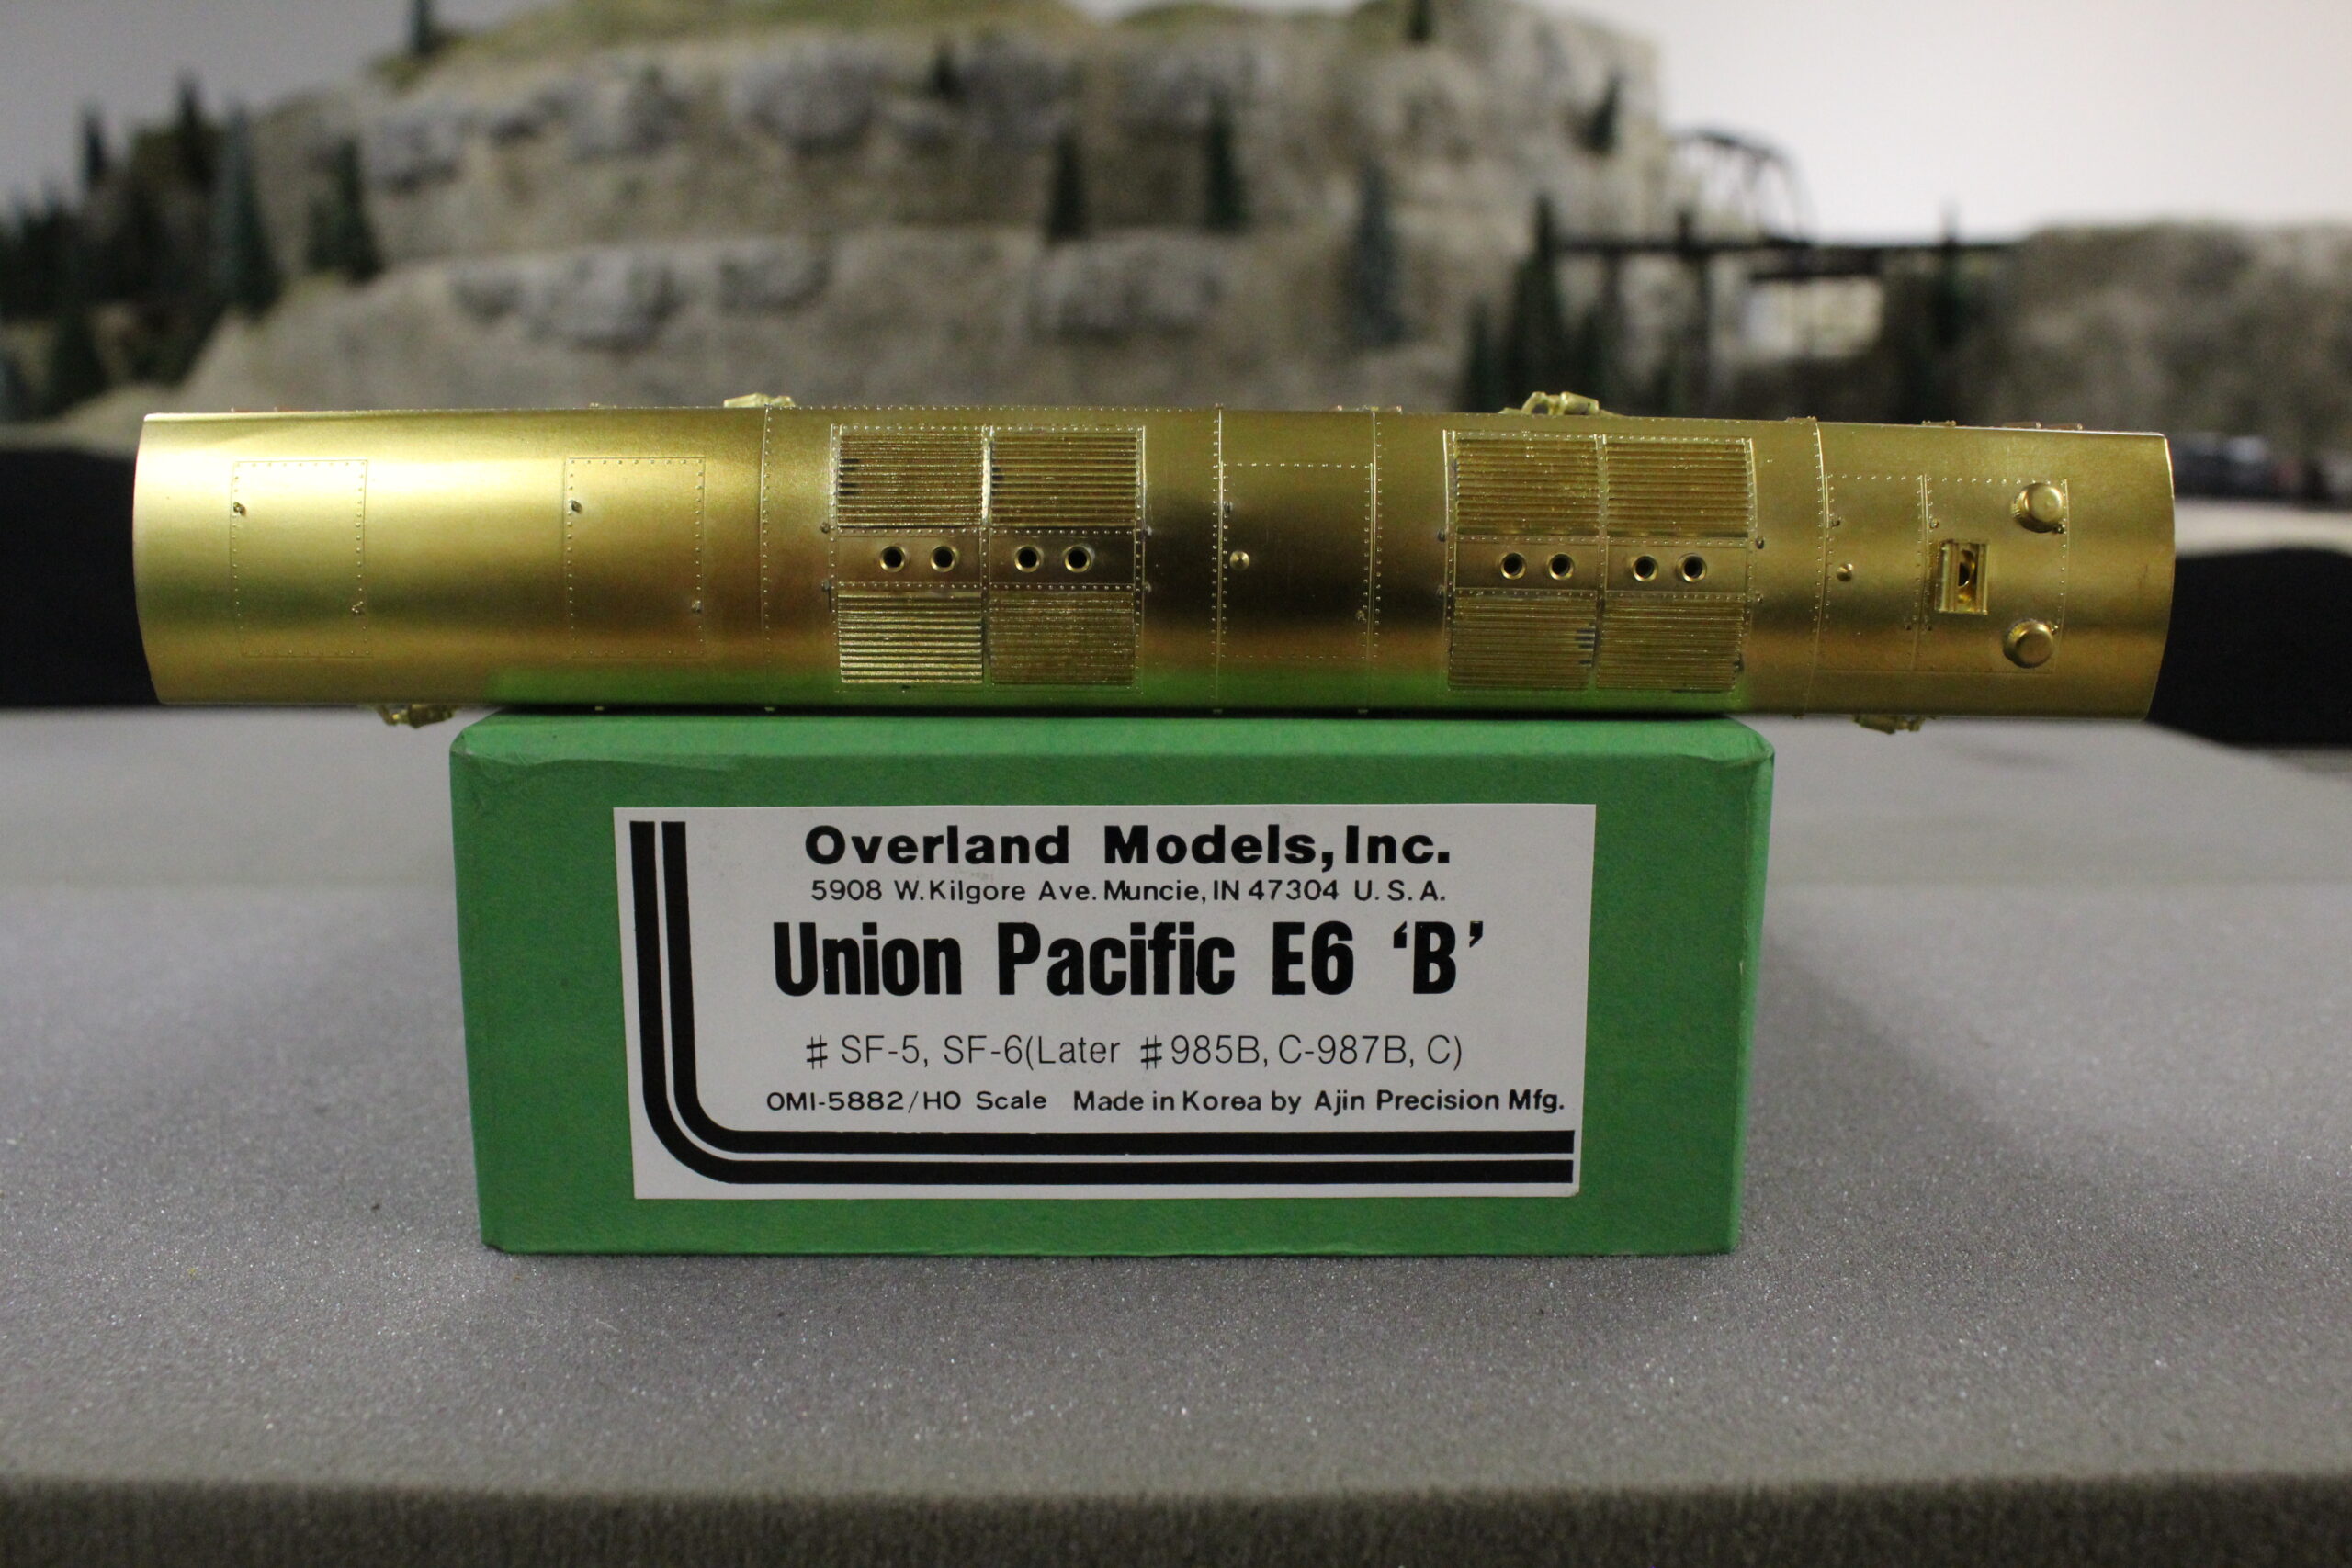 Overland Models, Inc.
5908 W. Kilgore Ave. Muncie, IN 47304 U. S. A.
Union Pacific E6 ‘B’
# SF-5, SF-6(Later #985B, C-987B, C)
OMI-5882/HO Scale Made in Korea by Ajin Precision Mfg.